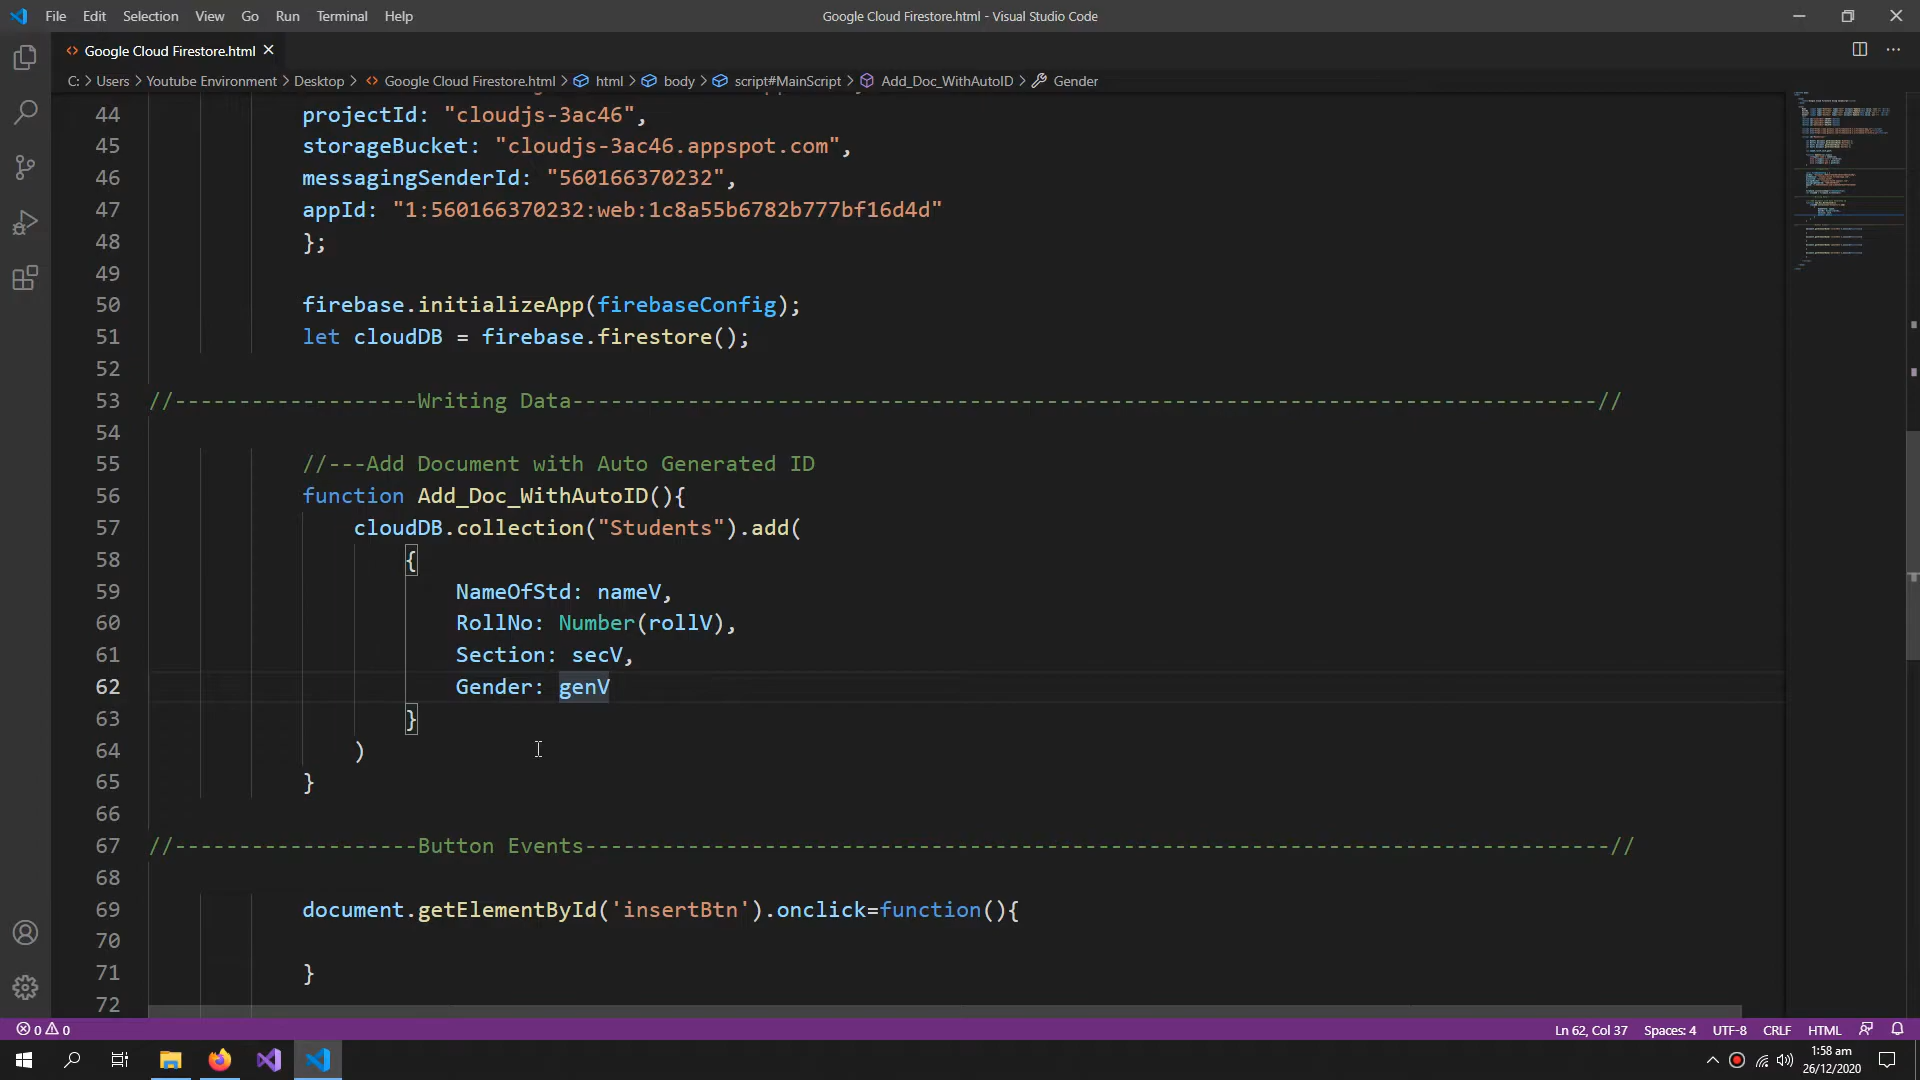 File Edit Selection View Go Run Terminal Help
Google Cloud Firestore.html - Visual Studio Code
Google Cloud Firestore.html
C: > Users > Youtube Environment > Desktop > Google Cloud Firestore.html > html > body > script#MainScript > Add_Doc_WithAutoID > Gender
44 projectId: "cloudjs-3ac46",
45 storageBucket: "cloudjs-3ac46.appspot.com",
46 messagingSenderId: "560166370232",
47 appId: "1:560166370232:web:1c8a55b6782b777bf16d4d"
48 };
49
50 firebase.initializeApp(firebaseConfig);
51 let cloudDB = firebase.firestore();
52
53 //-------------------Writing Data--------------------------------------------------------------------------------//
54
55 //---Add Document with Auto Generated ID
56 function Add_Doc_WithAutoID(){
57 cloudDB.collection("Students").add(
58 {
59 NameOfStd: nameV,
60 RollNo: Number(rollV),
61 Section: secV,
62 Gender: genV
63 }
64 )
65 }
66
67 //-------------------Button Events--------------------------------------------------------------------------------//
68
69 document.getElementById('insertBtn').onclick=function(){
70
71 }
72
0 0 Ln 62, Col 37 Spaces: 4 UTF-8 CRLF HTML
1:58 am
26/12/2020